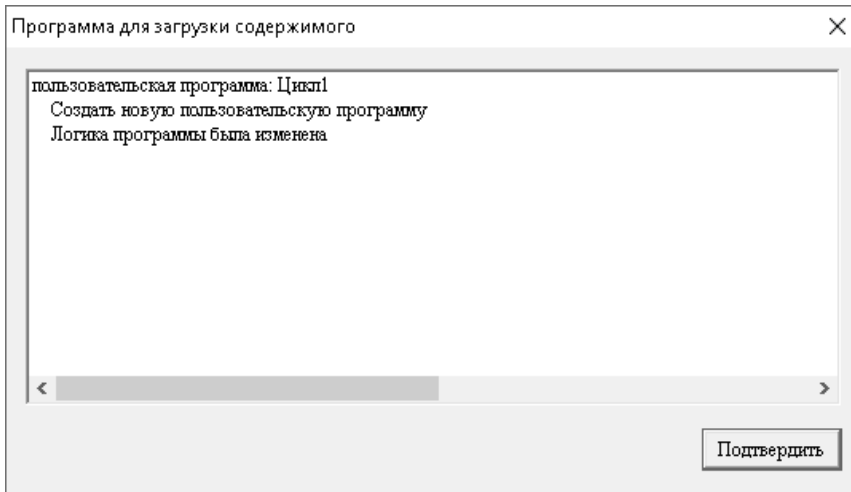 Программа для загрузки содержимого
пользовательская программа: Цикл1
Создать новую пользовательскую программу
Логика программы была изменена
Подтвердить